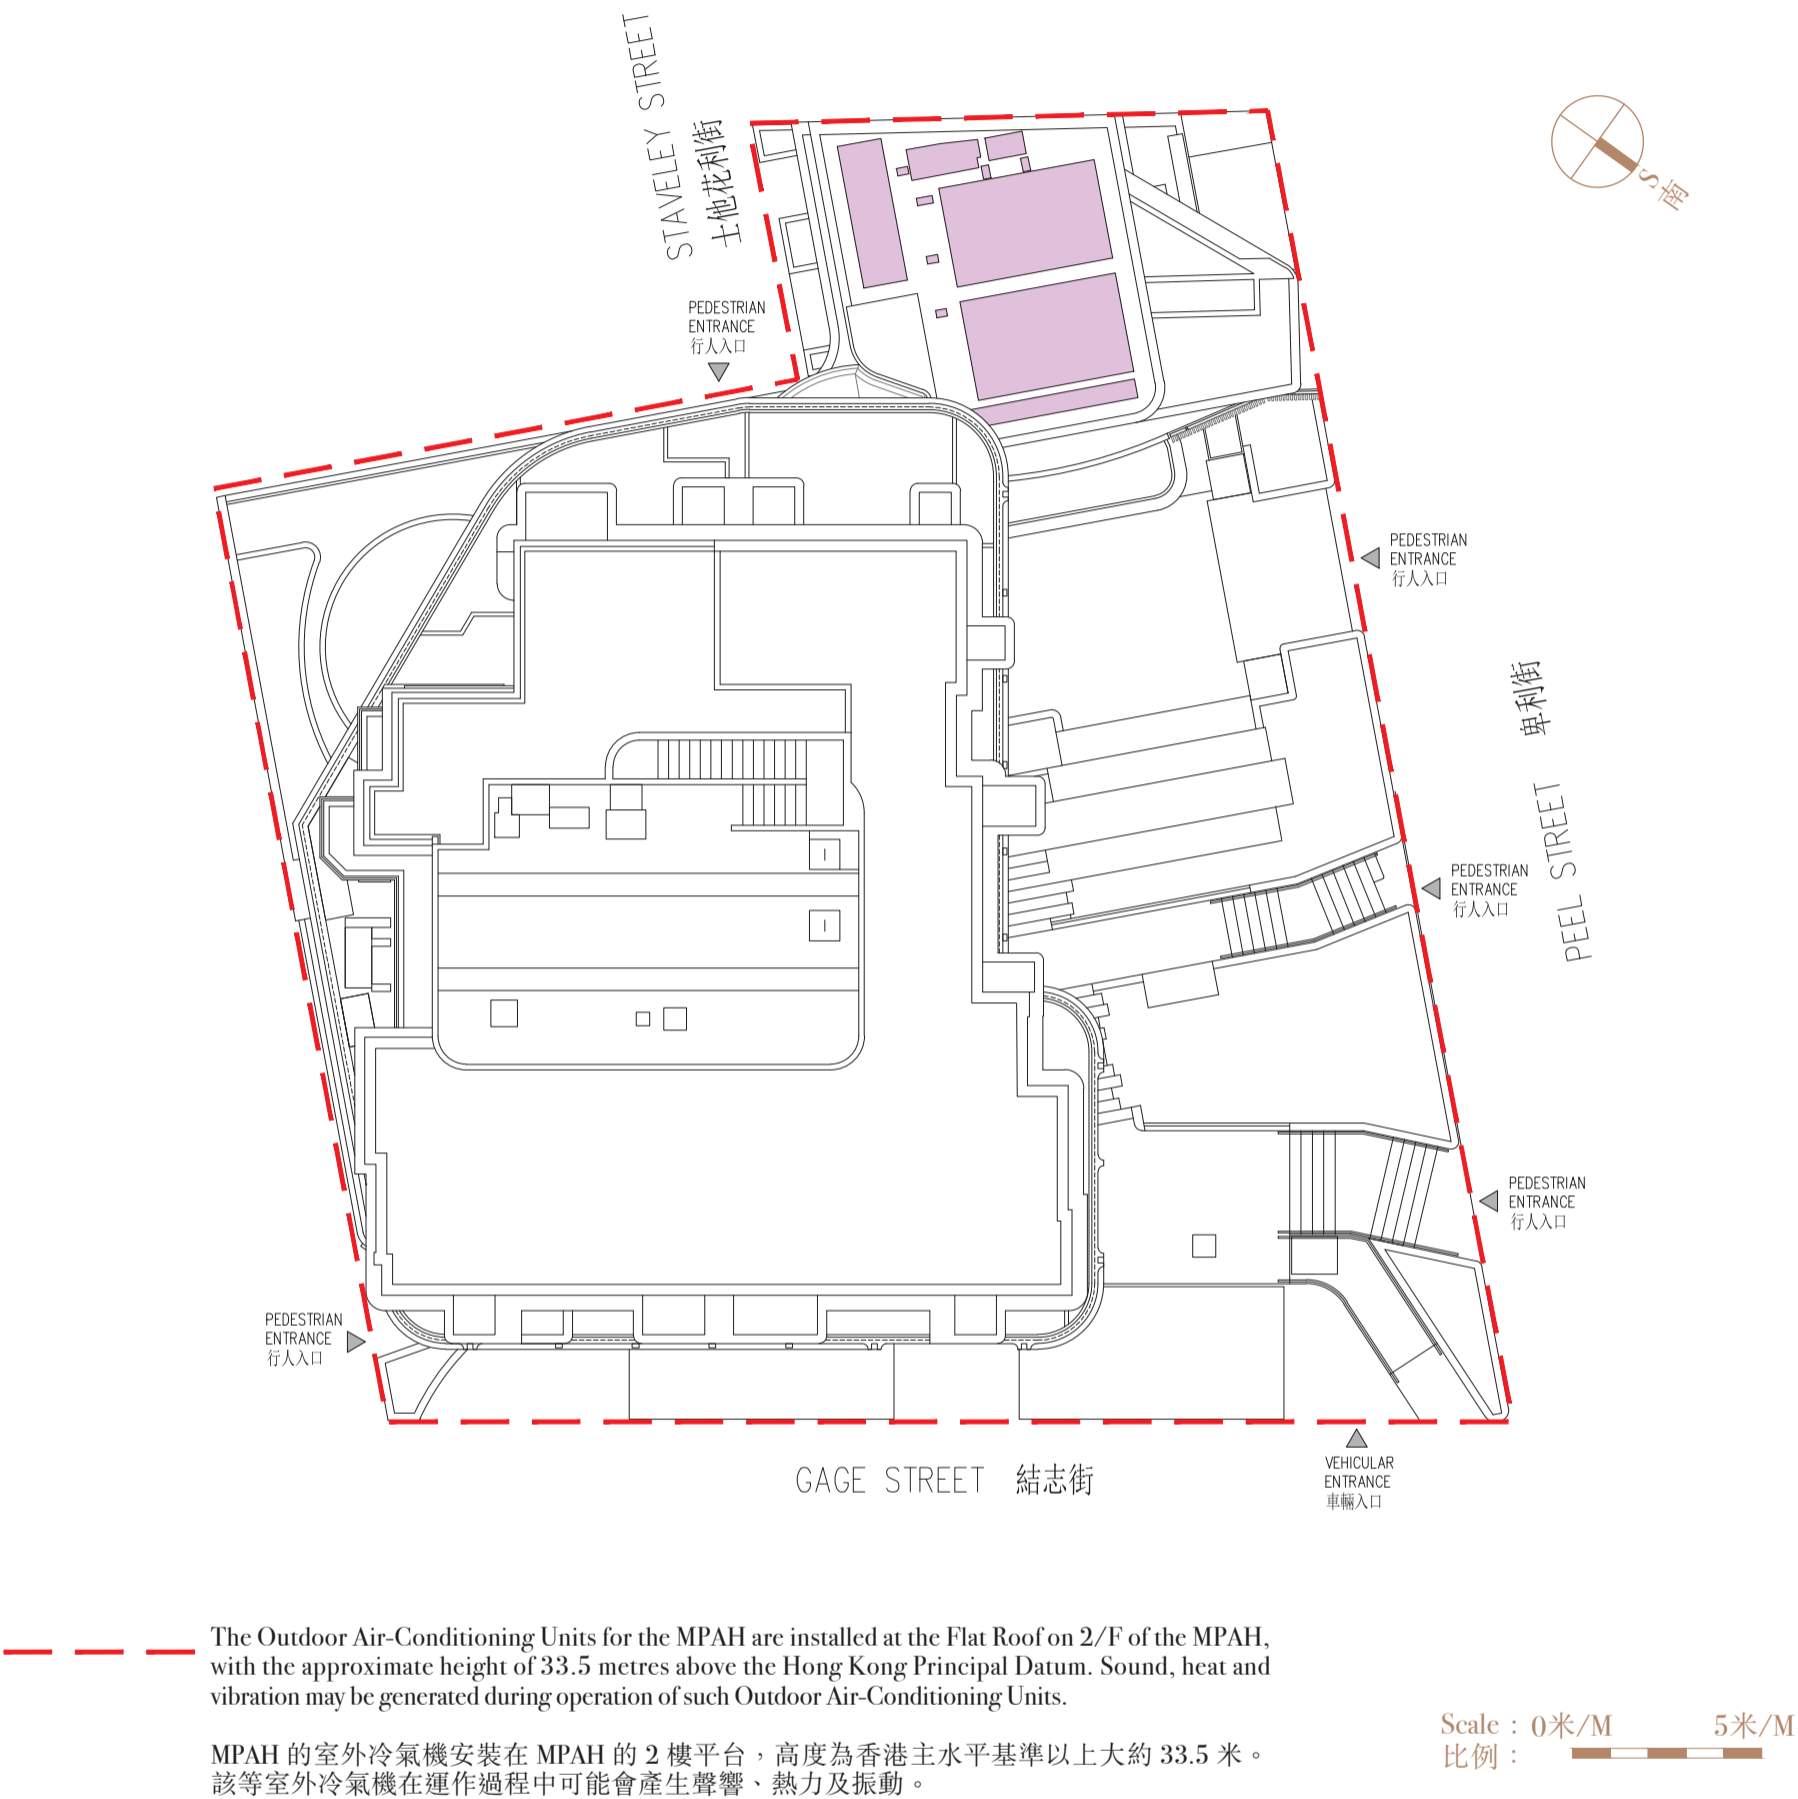 STAVELEY STREET
士他花利街
S南
PEDESTRIAN
ENTRANCE
行人入口
PEDESTRIAN
ENTRANCE
行人入口
卑利街
PEEL STREET
PEDESTRIAN
ENTRANCE
行人入口
PEDESTRIAN
ENTRANCE
行人入口
PEDESTRIAN
ENTRANCE
行人入口
GAGE STREET 結志街
VEHICULAR
ENTRANCE
車輛入口
The Outdoor Air-Conditioning Units for the MPAH are installed at the Flat Roof on 2/F of the MPAH,
with the approximate height of 33.5 metres above the Hong Kong Principal Datum. Sound, heat and
vibration may be generated during operation of such Outdoor Air-Conditioning Units.
MPAH 的室外冷氣機安裝在 MPAH 的 2 樓平台，高度為香港主水平基準以上大約 33.5 米。
該等室外冷氣機在運作過程中可能會產生聲響、熱力及振動。
Scale : 0米/M 5米/M
比例 :